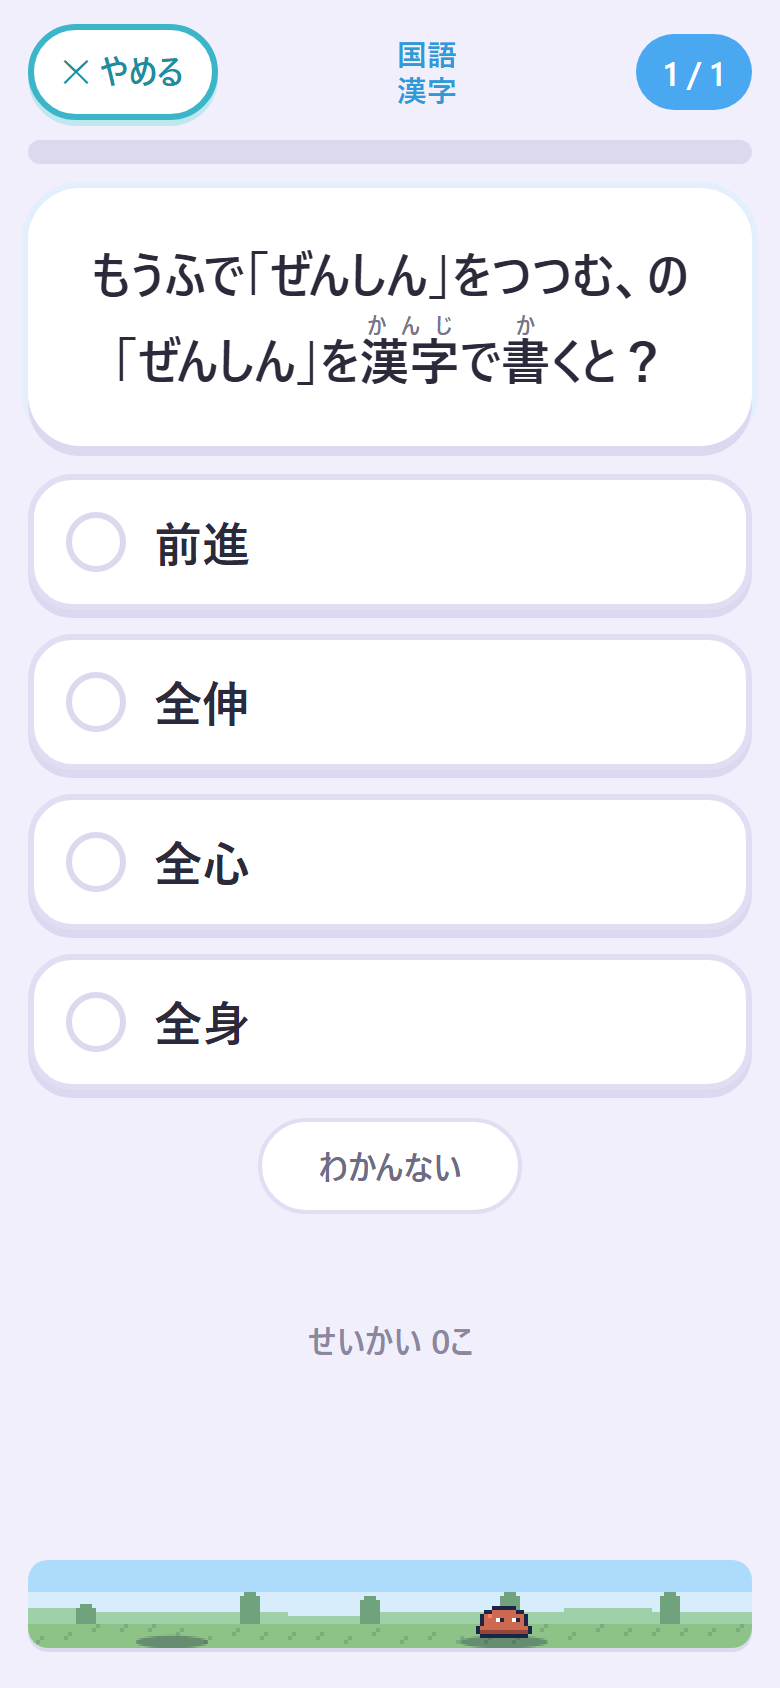 × やめる
国語
漢字
1 / 1
もうふで「ぜんしん」をつつむ、の
かんじ か
「ぜんしん」を漢字で書くと？
前進
全伸
全心
全身
わかんない
せいかい 0こ